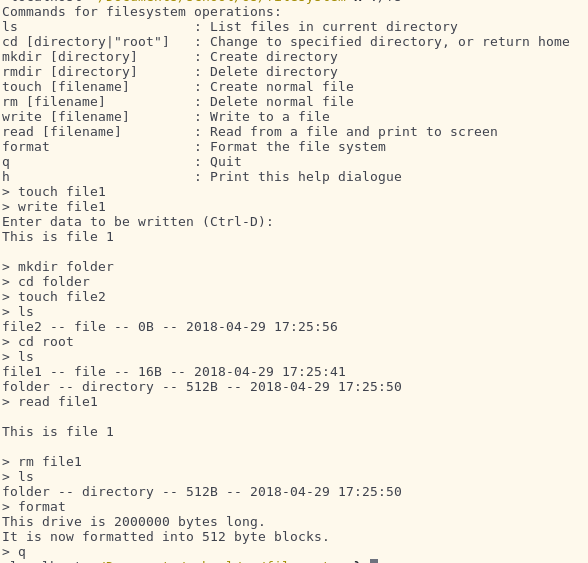 Commands for filesystem operations:
ls                      : List files in current directory
cd [directory|"root"]   : Change to specified directory, or return home
mkdir [directory]       : Create directory
rmdir [directory]       : Delete directory
touch [filename]        : Create normal file
rm [filename]           : Delete normal file
write [filename]        : Write to a file
read [filename]         : Read from a file and print to screen
format                  : Format the file system
q                       : Quit
h                       : Print this help dialogue
> touch file1
> write file1
Enter data to be written (Ctrl-D):
This is file 1

> mkdir folder
> cd folder
> touch file2
> ls
file2 -- file -- 0B -- 2018-04-29 17:25:56
> cd root
> ls
file1 -- file -- 16B -- 2018-04-29 17:25:41
folder -- directory -- 512B -- 2018-04-29 17:25:50
> read file1

This is file 1

> rm file1
> ls
folder -- directory -- 512B -- 2018-04-29 17:25:50
> format
This drive is 2000000 bytes long.
It is now formatted into 512 byte blocks.
> q